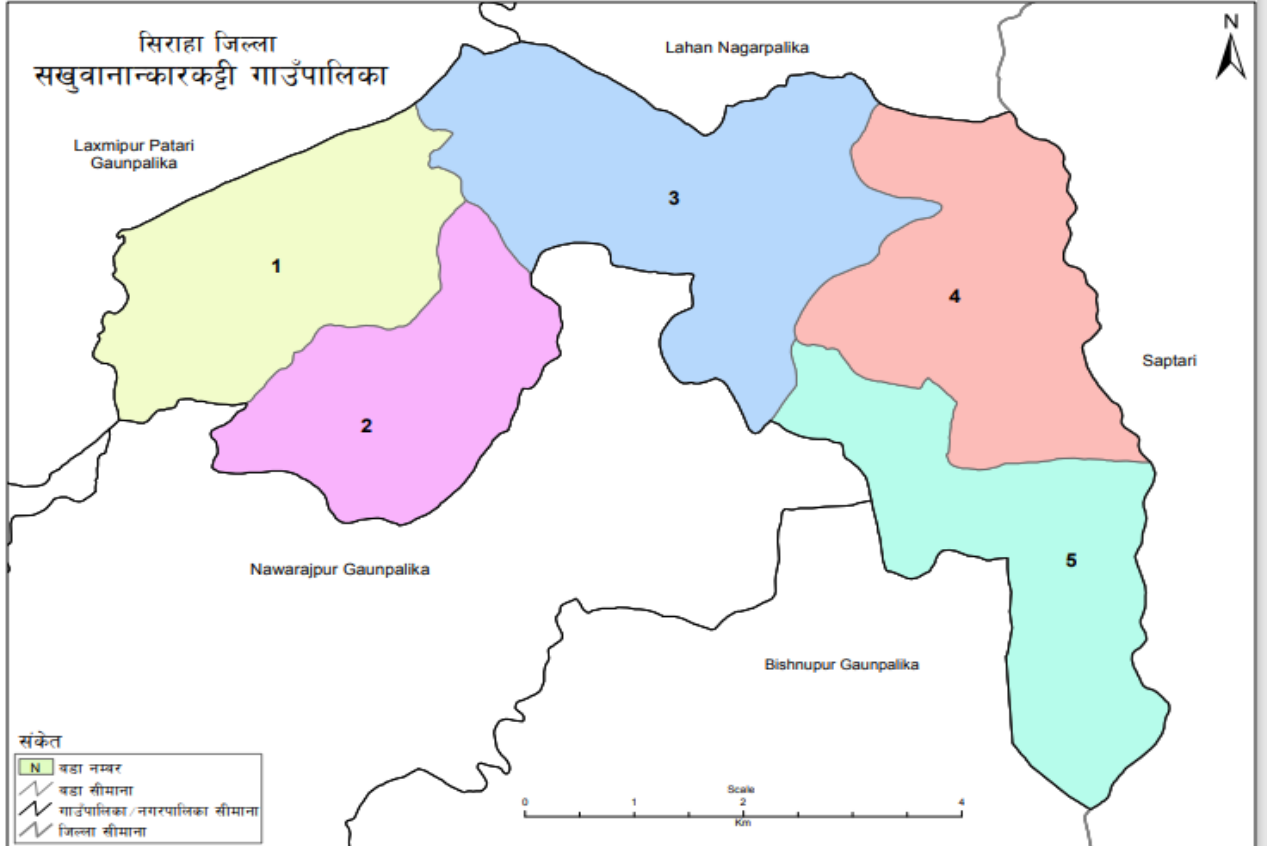 सिराहा जिल्ला
सखुवानान्कारकट्टी गाउँपालिका
N
Lahan Nagarpalika
Laxmipur Patari
Gaunpalika
3
1
4
Saptari
2
Nawarajpur Gaunpalika
5
Bishnupur Gaunpalika
संकेत
N वडा नम्बर
वडा सीमाना
गाउँपालिका/नगरपालिका सीमाना
जिल्ला सीमाना
Scale
0 1 2 4
Km